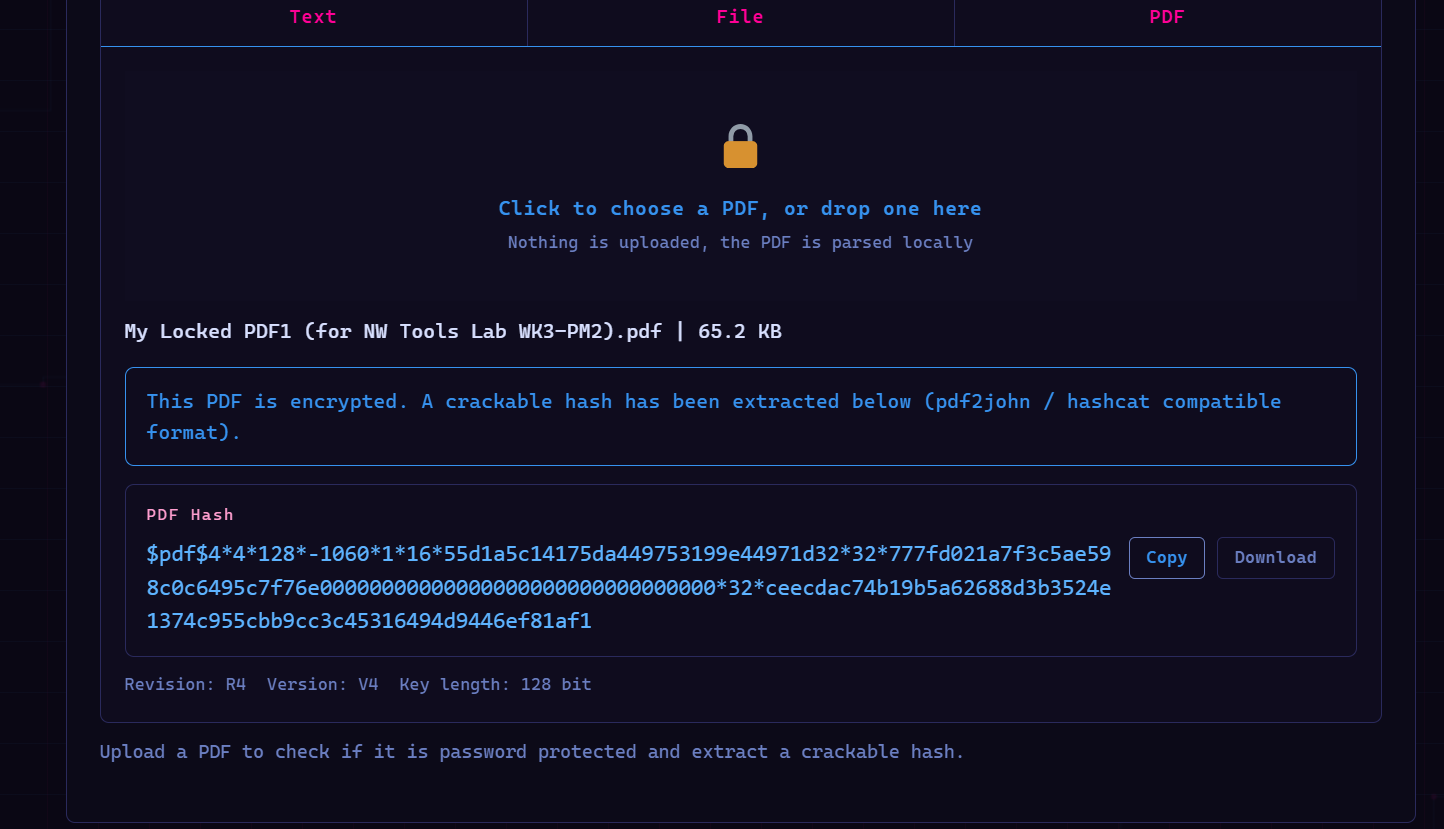 Text
File
PDF
Click to choose a PDF, or drop one here
Nothing is uploaded, the PDF is parsed locally
My Locked PDF1 (for NW Tools Lab WK3-PM2).pdf | 65.2 KB
This PDF is encrypted. A crackable hash has been extracted below (pdf2john / hashcat compatible
format).
PDF Hash
$pdf$4*4*128*-1060*1*16*55d1a5c14175da449753199e44971d32*32*777fd021a7f3c5ae59
8c0c6495c7f76e00000000000000000000000000000000*32*ceecdac74b19b5a62688d3b3524e
1374c955cbb9cc3c45316494d9446ef81af1
Copy
Download
Revision: R4 Version: V4 Key length: 128 bit
Upload a PDF to check if it is password protected and extract a crackable hash.